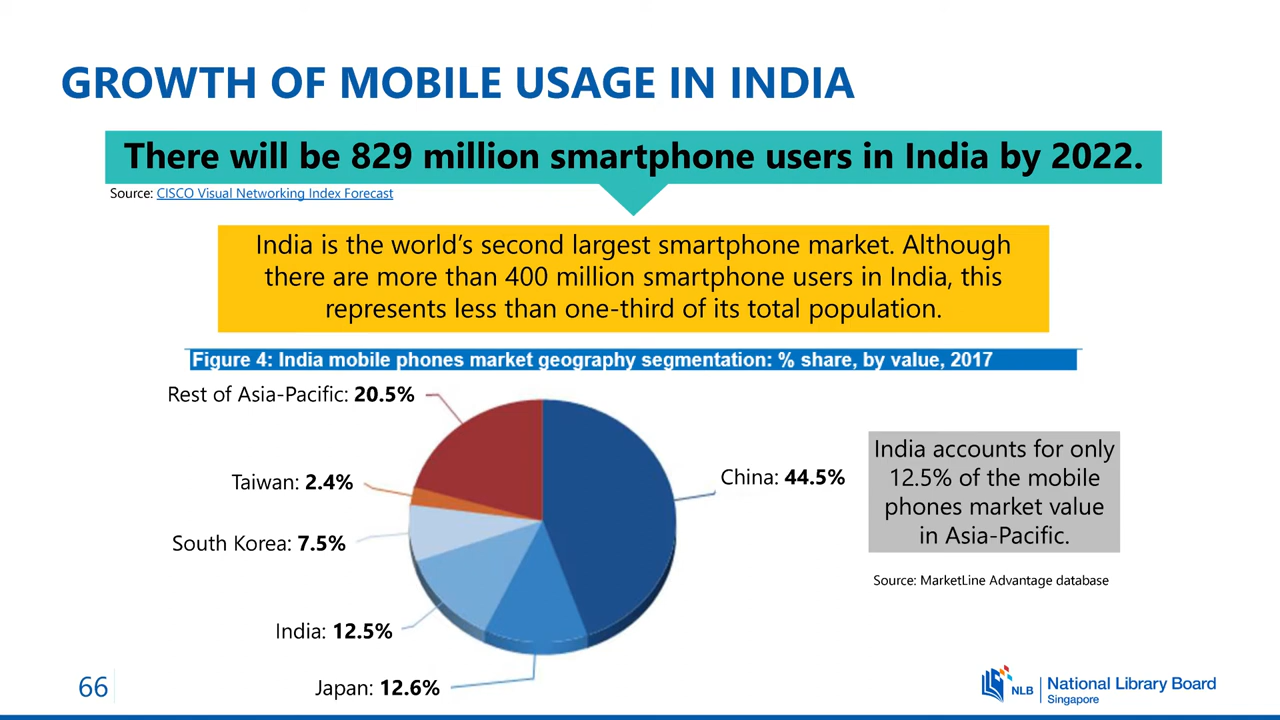 GROWTH OF MOBILE USAGE IN INDIA
There will be 829 million smartphone users in India by 2022.
Source: CISCO Visual Networking Index Forecast
India is the world’s second largest smartphone market. Although
there are more than 400 million smartphone users in India, this
represents less than one-third of its total population.
Figure 4: India mobile phones market geography segmentation: % share, by value, 2017
Rest of Asia-Pacific: 20.5%
Taiwan: 2.4%
South Korea: 7.5%
India: 12.5%
Japan: 12.6%
China: 44.5%
India accounts for only
12.5% of the mobile
phones market value
in Asia-Pacific.
Source: MarketLine Advantage database
66
NLB
National Library Board
Singapore